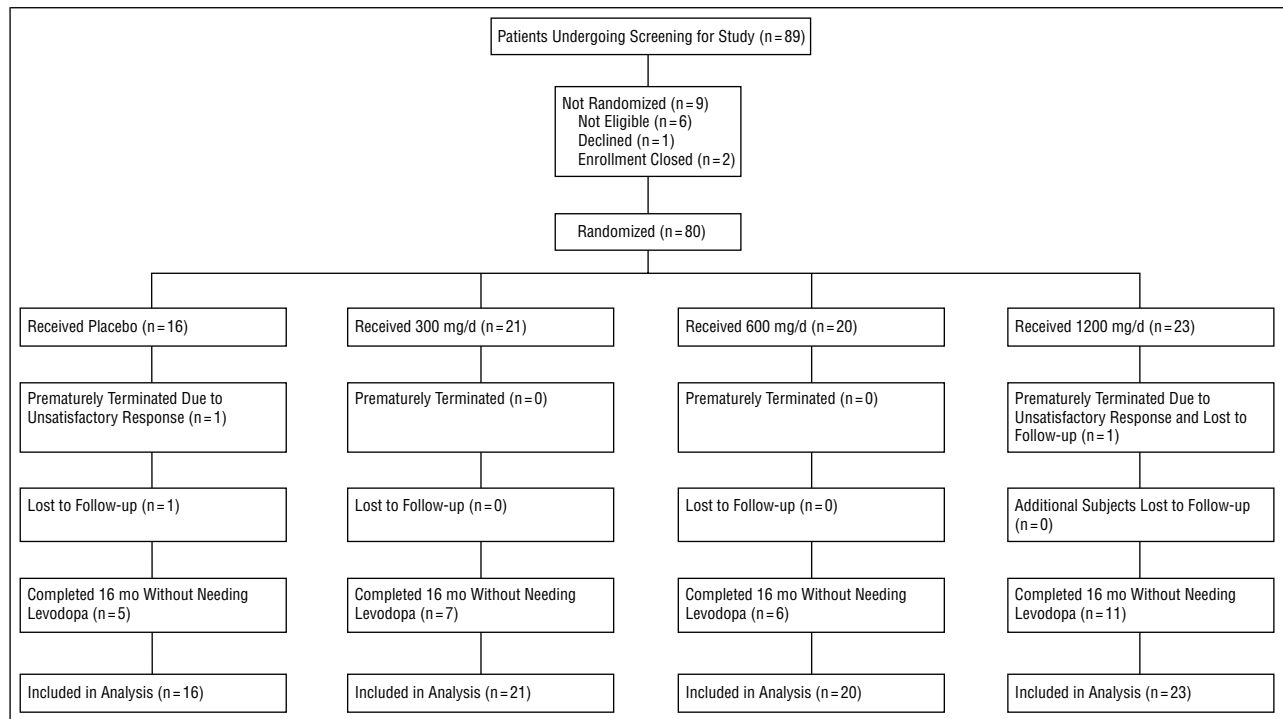 Patients Undergoing Screening for Study (n=89)
Not Randomized (n=9)
Not Eligible (n=6)
Declined (n=1)
Enrollment Closed (n=2)
Randomized (n=80)
Received Placebo (n=16)
Received 300 mg/d (n=21)
Received 600 mg/d (n=20)
Received 1200 mg/d (n=23)
Prematurely Terminated Due to
Unsatisfactory Response (n=1)
Prematurely Terminated (n=0)
Prematurely Terminated (n=0)
Prematurely Terminated Due to
Unsatisfactory Response and Lost to
Follow-up (n=1)
Lost to Follow-up (n=1)
Lost to Follow-up (n=0)
Lost to Follow-up (n=0)
Additional Subjects Lost to Follow-up
(n=0)
Completed 16 mo Without Needing
Levodopa (n=5)
Completed 16 mo Without Needing
Levodopa (n=7)
Completed 16 mo Without Needing
Levodopa (n=6)
Completed 16 mo Without Needing
Levodopa (n=11)
Included in Analysis (n=16)
Included in Analysis (n=21)
Included in Analysis (n=20)
Included in Analysis (n=23)